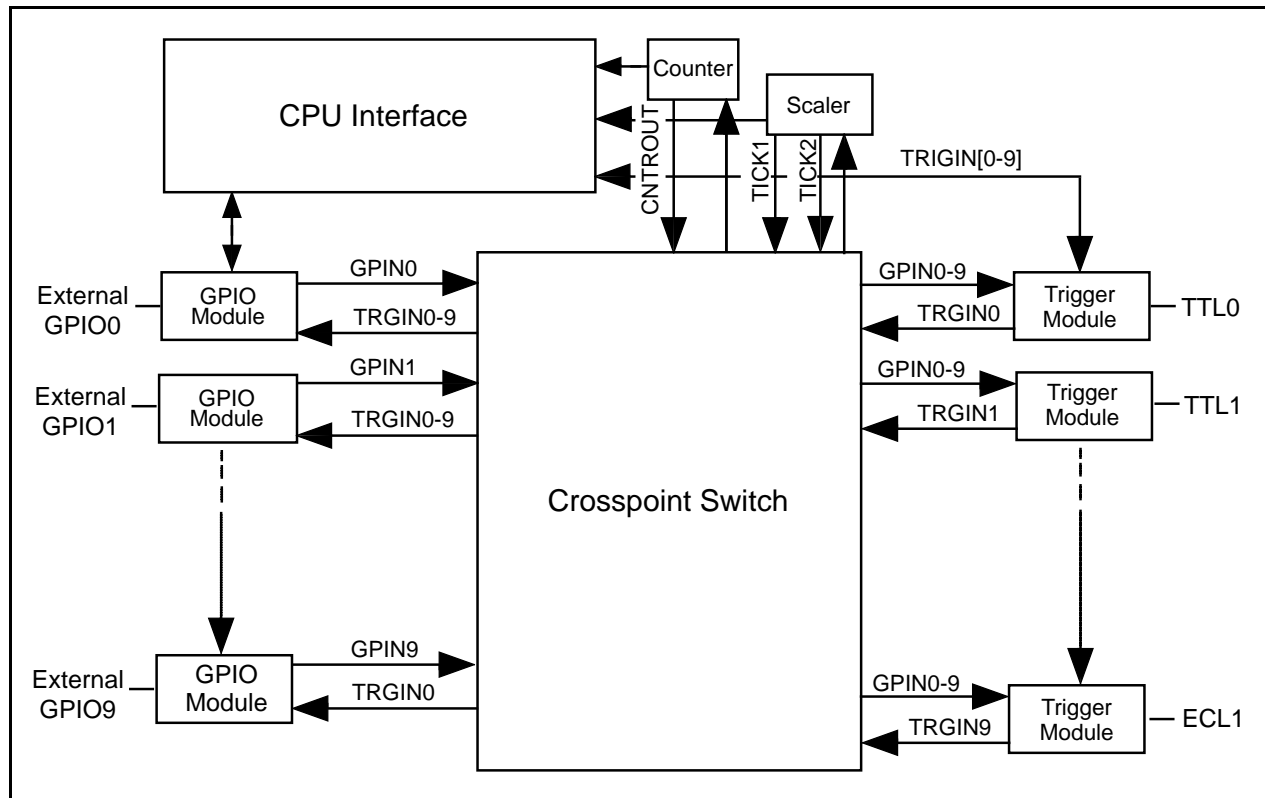 Counter
CPU Interface
Scaler
CNTROUT
TICK1
TICK2
TRIGIN[0-9]
External
GPIO0
GPIO
Module
GPIN0
TRGIN0-9
GPIN0-9
TRGIN0
Trigger
Module
TTL0
External
GPIO1
GPIO
Module
GPIN1
TRGIN0-9
GPIN0-9
TRGIN1
Trigger
Module
TTL1
Crosspoint Switch
External
GPIO9
GPIO
Module
GPIN9
TRGIN0
GPIN0-9
TRGIN9
Trigger
Module
ECL1